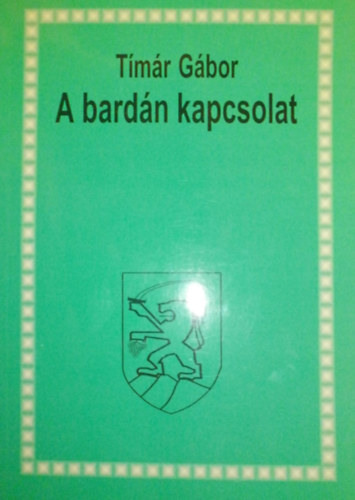 Tímár Gábor
A bardán kapcsolat